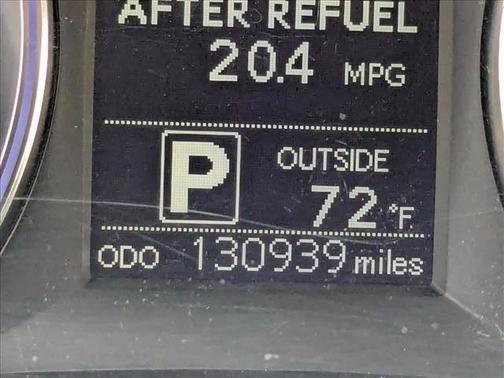 AFTER REFUEL
20.4 MPG
P
OUTSIDE
72 °F
ODO 130939 miles